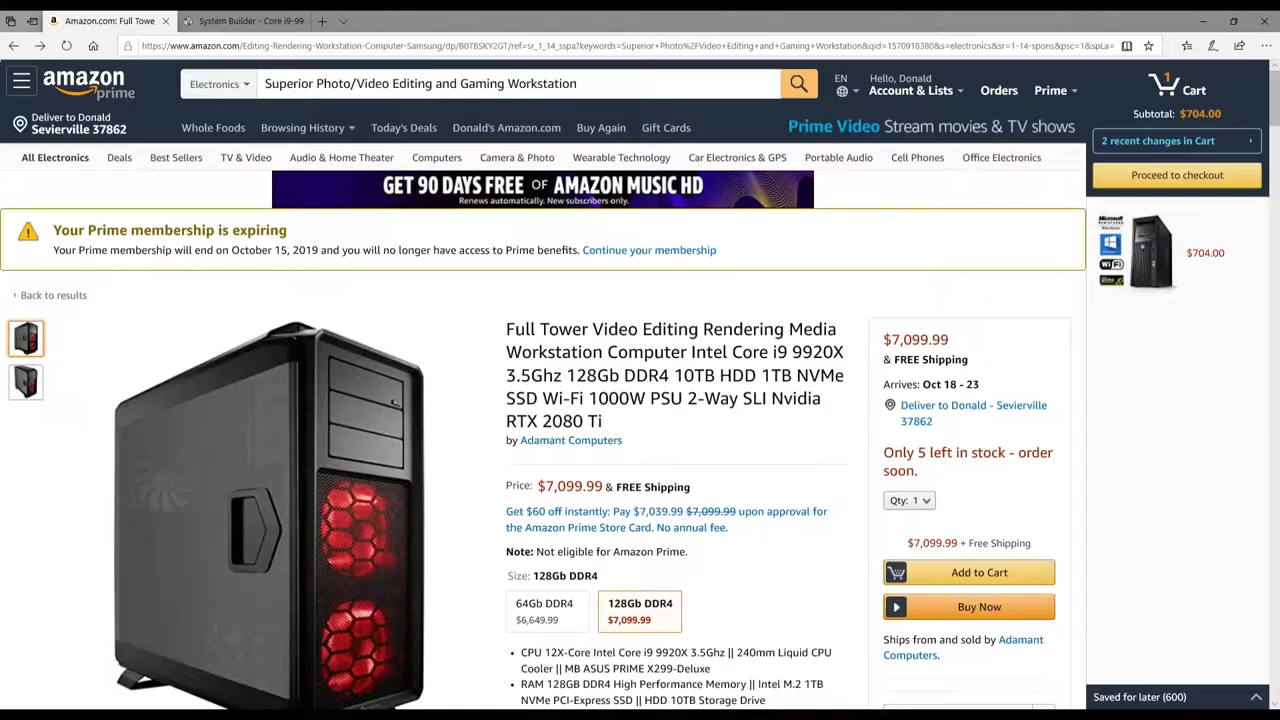 Amazon.com: Full Towe
System Builder - Core i9-99
https://www.amazon.com/Editing-Rendering-Workstation-Computer-Samsung/dp/B07BSKY2GT/ref=sr_1_14_sspa?keywords=Superior+Photo%2FVideo+Editing+and+Gaming+Workstation&qid=1570918380&s=electronics&sr=1-14-spons&psc=1&spLa=
amazon prime
Electronics
Superior Photo/Video Editing and Gaming Workstation
EN
Hello, Donald
Account & Lists
Orders
Prime
1
Cart
Deliver to Donald
Sevierville 37862
Whole Foods
Browsing History
Today's Deals
Donald's Amazon.com
Buy Again
Gift Cards
Prime Video Stream movies & TV shows
Subtotal: $704.00
2 recent changes in Cart
Proceed to checkout
All Electronics
Deals
Best Sellers
TV & Video
Audio & Home Theater
Computers
Camera & Photo
Wearable Technology
Car Electronics & GPS
Portable Audio
Cell Phones
Office Electronics
GET 90 DAYS FREE OF AMAZON MUSIC HD
Renews automatically. New subscribers only.
Your Prime membership is expiring
Your Prime membership will end on October 15, 2019 and you will no longer have access to Prime benefits. Continue your membership
Microsoft
WiFi
$704.00
Back to results
Full Tower Video Editing Rendering Media
Workstation Computer Intel Core i9 9920X
3.5Ghz 128Gb DDR4 10TB HDD 1TB NVMe
SSD Wi-Fi 1000W PSU 2-Way SLI Nvidia
RTX 2080 Ti
by Adamant Computers
Price: $7,099.99 & FREE Shipping
Get $60 off instantly: Pay $7,039.99 $7,099.99 upon approval for
the Amazon Prime Store Card. No annual fee.
Note: Not eligible for Amazon Prime.
Size: 128Gb DDR4
64Gb DDR4
$6,649.99
128Gb DDR4
$7,099.99
• CPU 12X-Core Intel Core i9 9920X 3.5Ghz || 240mm Liquid CPU
Cooler || MB ASUS PRIME X299-Deluxe
• RAM 128GB DDR4 High Performance Memory || Intel M.2 1TB
NVMe PCI-Express SSD || HDD 10TB Storage Drive
$7,099.99
& FREE Shipping
Arrives: Oct 18 - 23
Deliver to Donald - Sevierville
37862
Only 5 left in stock - order
soon.
Qty: 1
$7,099.99 + Free Shipping
Add to Cart
Buy Now
Ships from and sold by Adamant
Computers.
Saved for later (600)